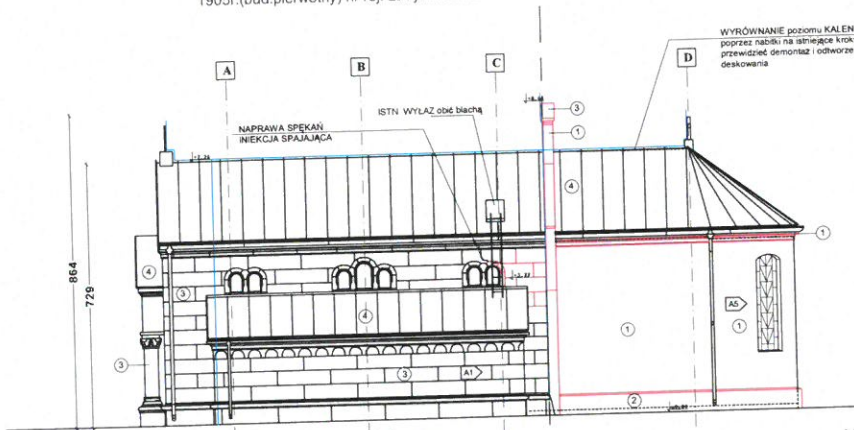 WYRÓWNANIE poziomu KALEN
poprzez nabitki na istniejące krok
przewidzieć demontaż i odtworze
deskowania
A
B
C
D
3
1
ISTN WYŁAZ obić blachą
NAPRAWA SPĘKAŃ
INIEKCJA SPAJAJĄCA
4
1
4
3
864
729
A5
4
1
1
3
3
A1
2